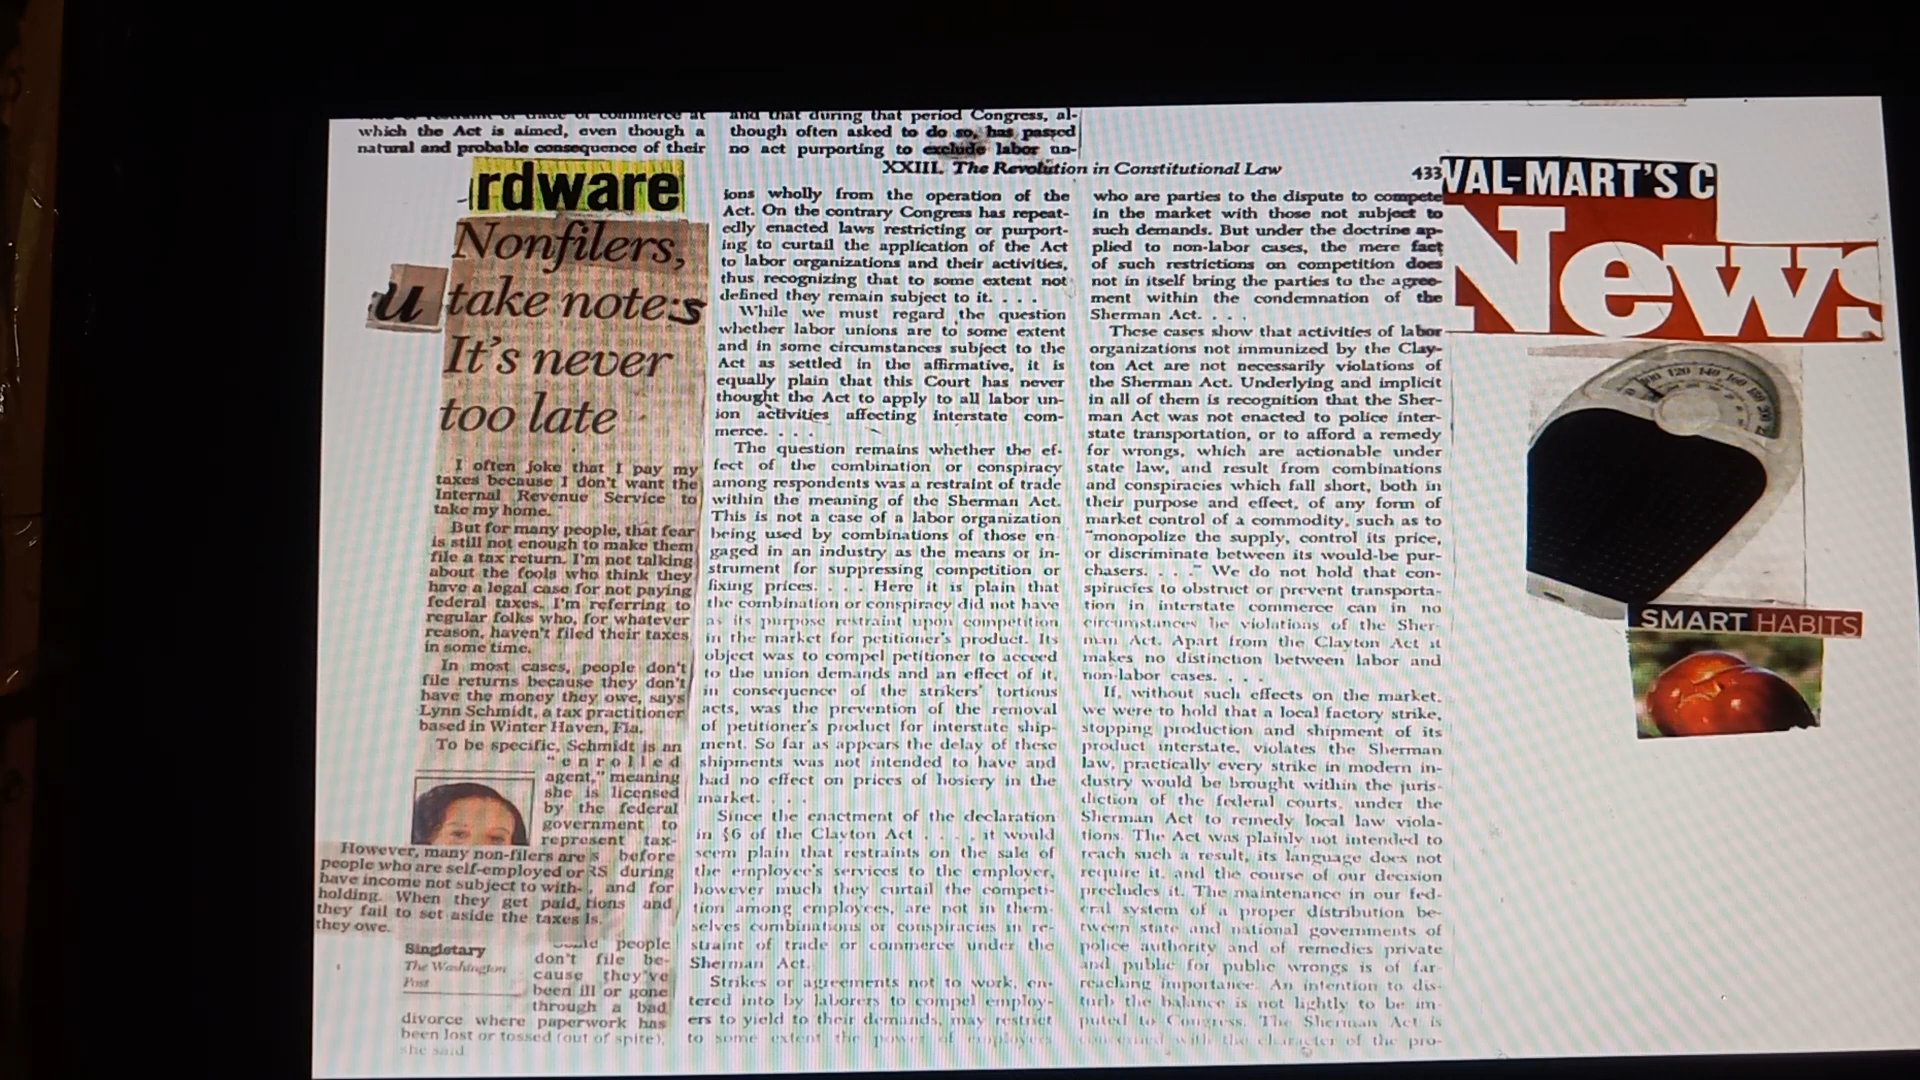 which the Act is aimed, even though a
natural and probable consequence of their
and that during that period Congress, al-
though often asked to do so, has passed
no act purporting to exclude labor un-
XXIII. The Revolution in Constitutional Law
433
rdware
Nonfilers,
u take note:s
It's never
too late
I often joke that I pay my
taxes because I don't want the
Internal Revenue Service to
take my home.
But for many people, that fear
is still not enough to make them
file a tax return. I'm not talking
about the fools who think they
have a legal case for not paying
federal taxes. I'm referring to
regular folks who, for whatever
reason, haven't filed their taxes
in some time.
In most cases, people don't
file returns because they don't
have the money they owe, says
Lynn Schmidt, a tax practitioner
based in Winter Haven, Fla.
To be specific, Schmidt is an
"enrolled
agent," meaning
she is licensed
by the federal
government to
represent tax-
s before
RS during
, and for
tions and
ls.
However, many non-filers are
people who are self-employed or
have income not subject to with-
holding. When they get paid,
they fail to set aside the taxes
they owe.
Singletary
The Washington
Post
people
don't file be-
cause they've
been ill or gone
through a bad
divorce where paperwork has
been lost or tossed (out of spite),
she said
ions wholly from the operation of the
Act. On the contrary Congress has repeat-
edly enacted laws restricting or purport-
ing to curtail the application of the Act
to labor organizations and their activities,
thus recognizing that to some extent not
defined they remain subject to it. . . .
While we must regard the question
whether labor unions are to some extent
and in some circumstances subject to the
Act as settled in the affirmative, it is
equally plain that this Court has never
thought the Act to apply to all labor un-
ion activities affecting interstate com-
merce. . . .
The question remains whether the ef-
fect of the combination or conspiracy
among respondents was a restraint of trade
within the meaning of the Sherman Act.
This is not a case of a labor organization
being used by combinations of those en-
gaged in an industry as the means or in-
strument for suppressing competition or
fixing prices. . . . Here it is plain that
the combination or conspiracy did not have
as its purpose restraint upon competition
in the market for petitioner's product. Its
object was to compel petitioner to accede
to the union demands and an effect of it,
in consequence of the strikers' tortious
acts, was the prevention of the removal
of petitioner's product for interstate ship-
ment. So far as appears the delay of these
shipments was not intended to have and
had no effect on prices of hosiery in the
market. . . .
Since the enactment of the declaration
in §6 of the Clayton Act . . . . it would
seem plain that restraints on the sale of
the employee's services to the employer,
however much they curtail the competi-
tion among employees, are not in them-
selves combinations or conspiracies in re-
straint of trade or commerce under the
Sherman Act.
Strikes or agreements not to work, en-
tered into by laborers to compel employ-
ers to yield to their demands, may restrict
to some extent the power of employers
who are parties to the dispute to compete
in the market with those not subject to
such demands. But under the doctrine ap-
plied to non-labor cases, the mere fact
of such restrictions on competition does
not in itself bring the parties to the agree-
ment within the condemnation of the
Sherman Act. . . .
These cases show that activities of labor
organizations not immunized by the Clay-
ton Act are not necessarily violations of
the Sherman Act. Underlying and implicit
in all of them is recognition that the Sher-
man Act was not enacted to police inter-
state transportation, or to afford a remedy
for wrongs, which are actionable under
state law, and result from combinations
and conspiracies which fall short, both in
their purpose and effect, of any form of
market control of a commodity, such as to
"monopolize the supply, control its price,
or discriminate between its would-be pur-
chasers. . . ." We do not hold that con-
spiracies to obstruct or prevent transporta-
tion in interstate commerce can in no
circumstances be violations of the Sher-
man Act. Apart from the Clayton Act it
makes no distinction between labor and
non-labor cases. . . .
If, without such effects on the market,
we were to hold that a local factory strike,
stopping production and shipment of its
product interstate, violates the Sherman
law, practically every strike in modern in-
dustry would be brought within the juris-
diction of the federal courts, under the
Sherman Act to remedy local law viola-
tions. The Act was plainly not intended to
reach such a result, its language does not
require it, and the course of our decision
precludes it. The maintenance in our fed-
eral system of a proper distribution be-
tween state and national governments of
police authority and of remedies private
and public for public wrongs is of far-
reaching importance. An intention to dis-
turb the balance is not lightly to be im-
puted to Congress. The Sherman Act is
concerned with the character of the pro-
VAL-MART'S C
News
100 120 140 160
SMART HABITS